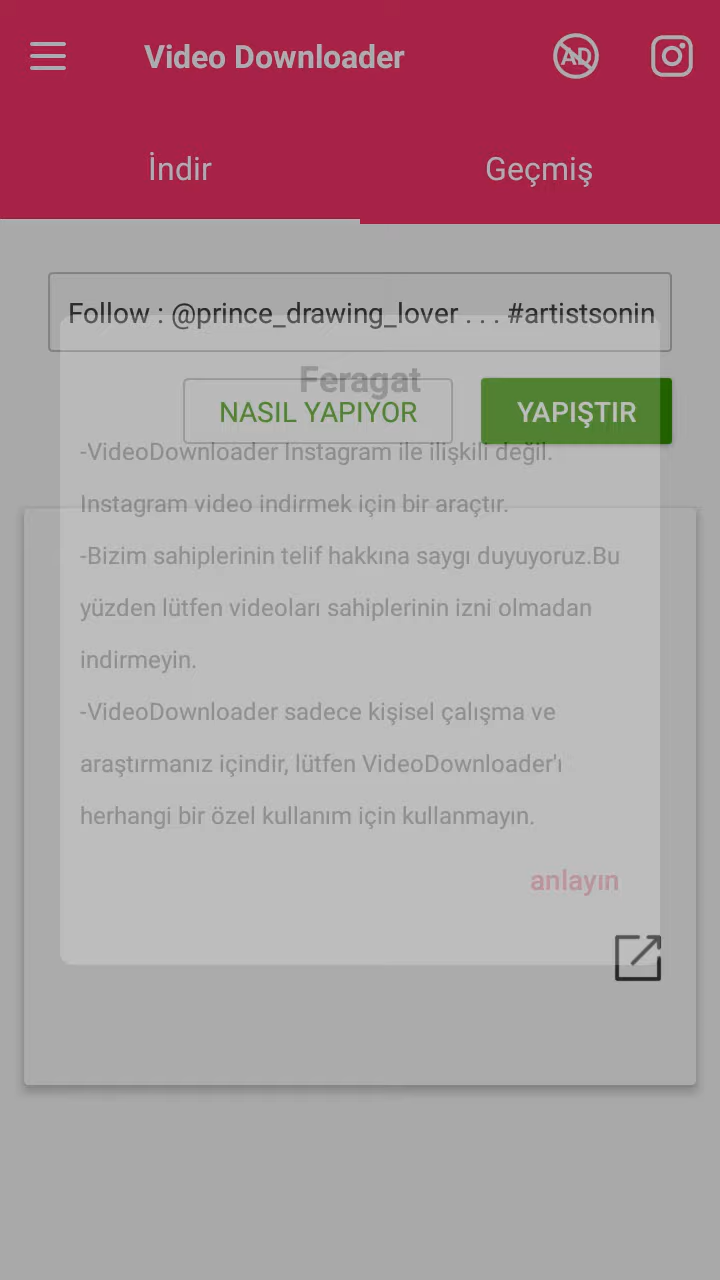 Video Downloader
AD
İndir
Geçmiş
Follow : @prince_drawing_lover . . . #artistsonin
Feragat
NASIL YAPIYOR
YAPIŞTIR
-VideoDownloader Instagram ile ilişkili değil.
Instagram video indirmek için bir araçtır.
-Bizim sahiplerinin telif hakkına saygı duyuyoruz.Bu
yüzden lütfen videoları sahiplerinin izni olmadan
indirmeyin.
-VideoDownloader sadece kişisel çalışma ve
araştırmanız içindir, lütfen VideoDownloader'ı
herhangi bir özel kullanım için kullanmayın.
anlayın